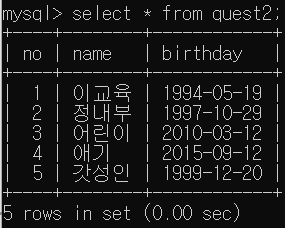 mysql> select * from quest2;
+----+--------+------------+
| no | name | birthday |
+----+--------+------------+
| 1 | 이교육 | 1994-05-19 |
| 2 | 정내부 | 1997-10-29 |
| 3 | 어린이 | 2010-03-12 |
| 4 | 애기 | 2015-09-12 |
| 5 | 갓성인 | 1999-12-20 |
+----+--------+------------+
5 rows in set (0.00 sec)